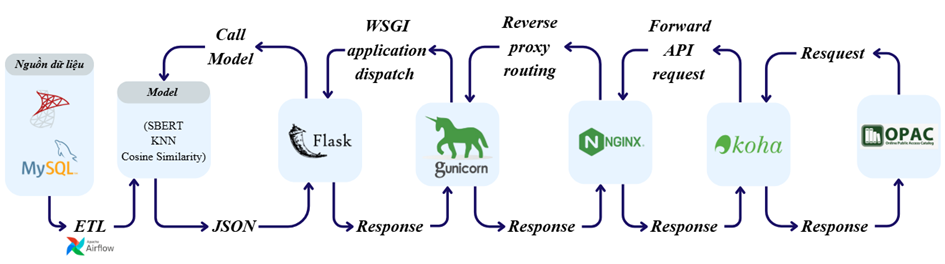 Nguồn dữ liệu
MySQL
ETL
Apache
Airflow
Call
Model
Model
(SBERT
KNN
Cosine Similarity)
JSON
WSGI
application
dispatch
Flask
Response
Reverse
proxy
routing
gunicorn
Response
Forward
API
request
NGINX
Response
Resquest
koha
Response
OPAC
Online Public Access Catalog